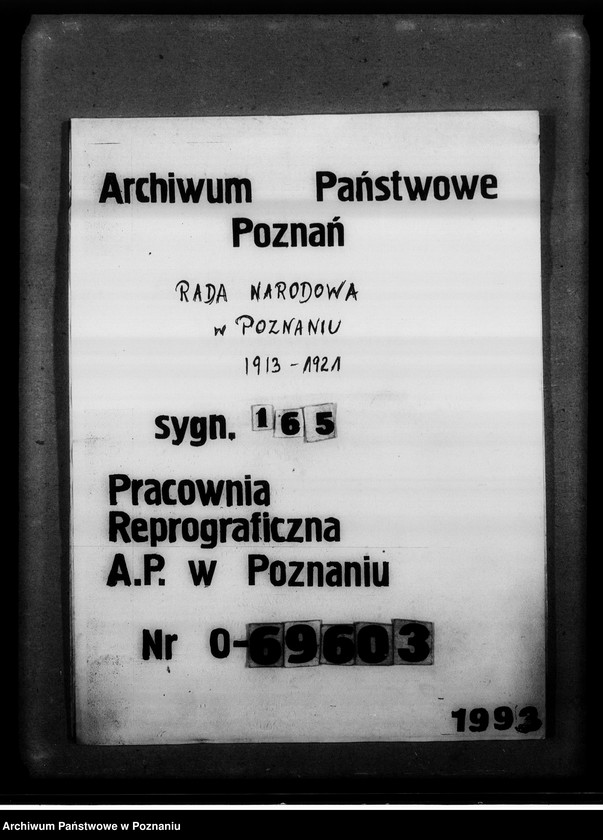 Archiwum Państwowe
Poznań
RADA NARODOWA
w POZNANIU
1913-1921
sygn. 165
Pracownia
Reprograficzna
A.P. w Poznaniu
Nr O-69603
1993
Archiwum Państwowe w Poznaniu